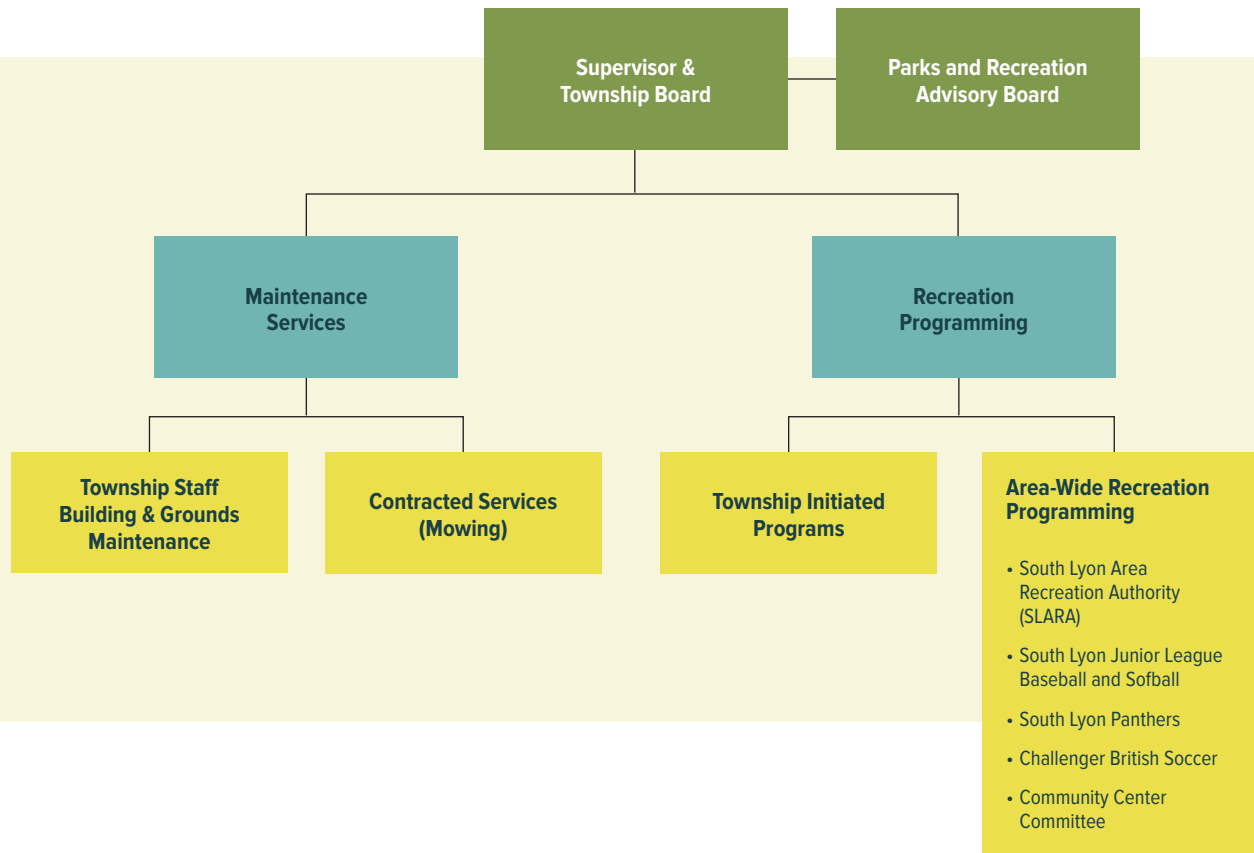 Supervisor &
Township Board
Parks and Recreation
Advisory Board
Maintenance
Services
Recreation
Programming
Township Staff
Building & Grounds
Maintenance
Contracted Services
(Mowing)
Township Initiated
Programs
Area-Wide Recreation
Programming
• South Lyon Area
Recreation Authority
(SLARA)
• South Lyon Junior League
Baseball and Sofball
• South Lyon Panthers
• Challenger British Soccer
• Community Center
Committee